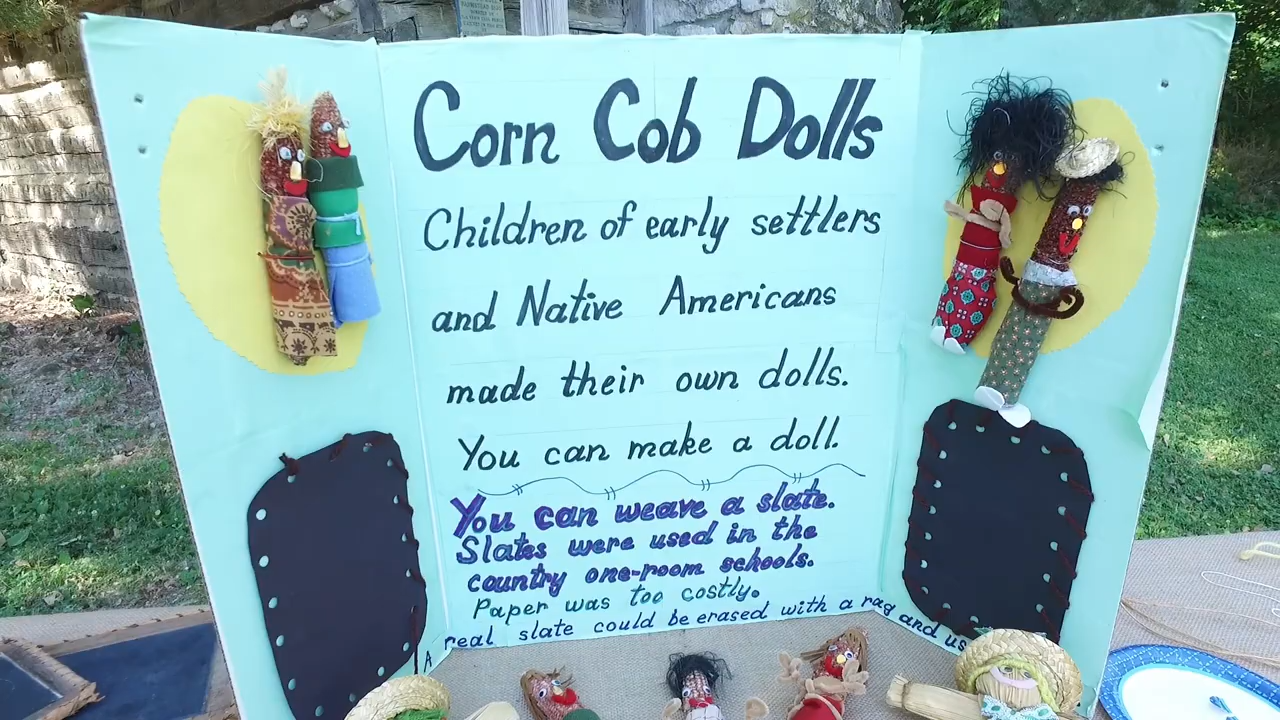 Corn Cob Dolls
Children of early settlers
and Native Americans
made their own dolls.
You can make a doll.
You can weave a slate.
Slates were used in the
country one-room schools.
Paper was too costly.
A real slate could be erased with a rag and us